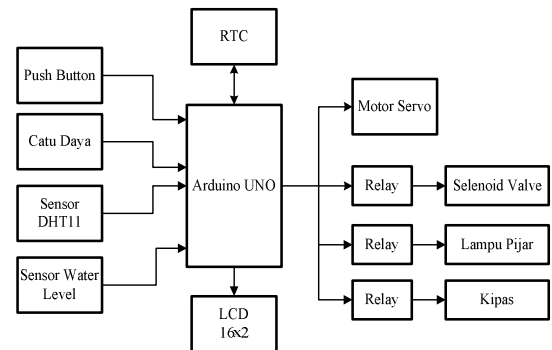 RTC
Push Button
Catu Daya
Sensor
DHT11
Sensor Water
Level
Arduino UNO
LCD
16x2
Motor Servo
Relay
Selenoid Valve
Relay
Lampu Pijar
Relay
Kipas